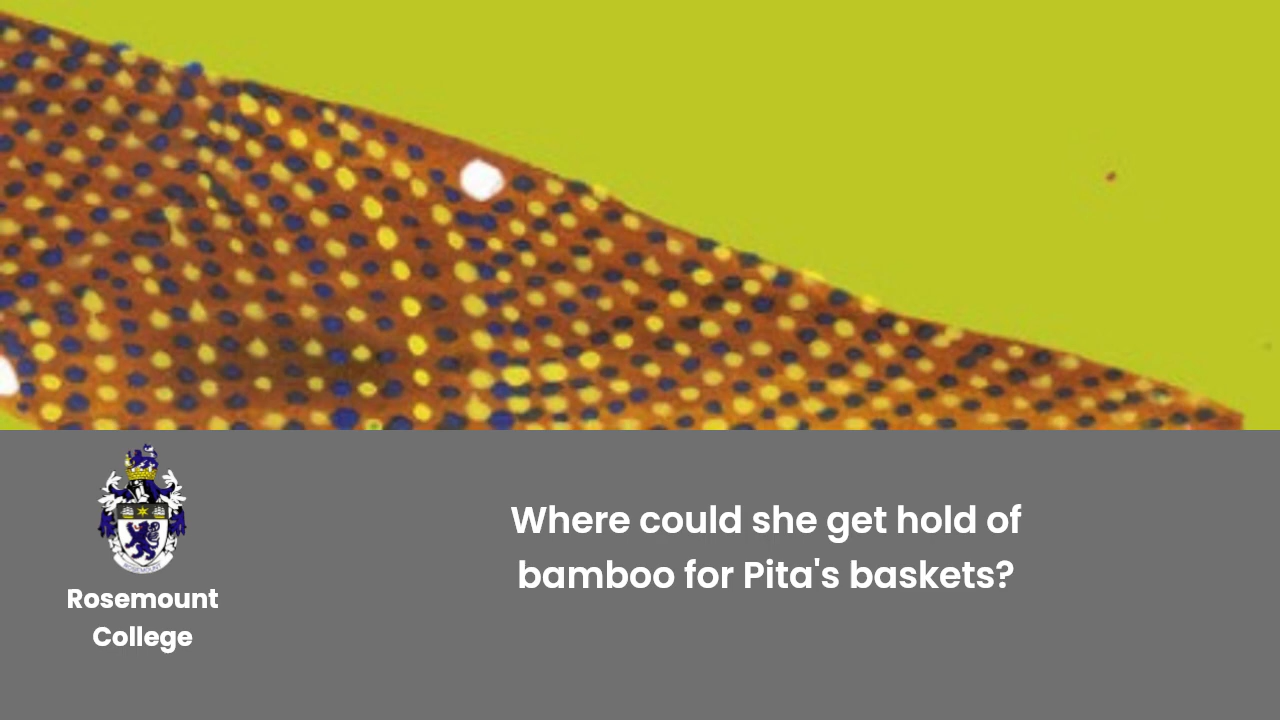 Where could she get hold of
bamboo for Pita's baskets?
Rosemount
College